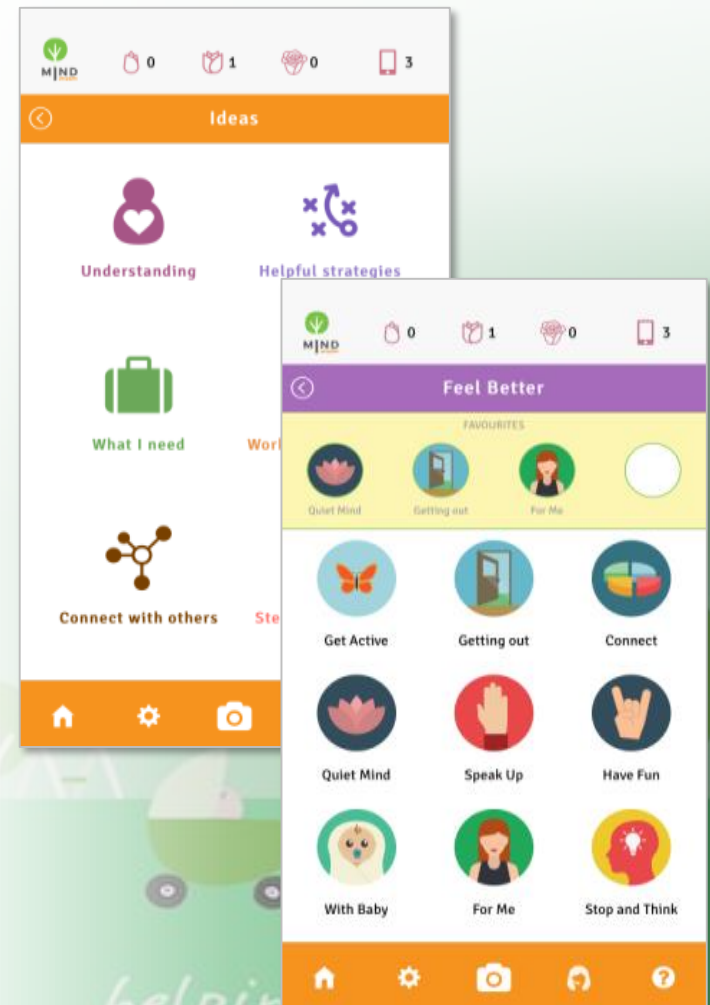 MIND
0 1 0 3
Ideas
Understanding
Helpful strategies
What I need
Connect with others
MIND
0 1 0 3
Feel Better
FAVOURITES
Quiet Mind Getting out For Me
Get Active Getting out Connect
Quiet Mind Speak Up Have Fun
With Baby For Me Stop and Think